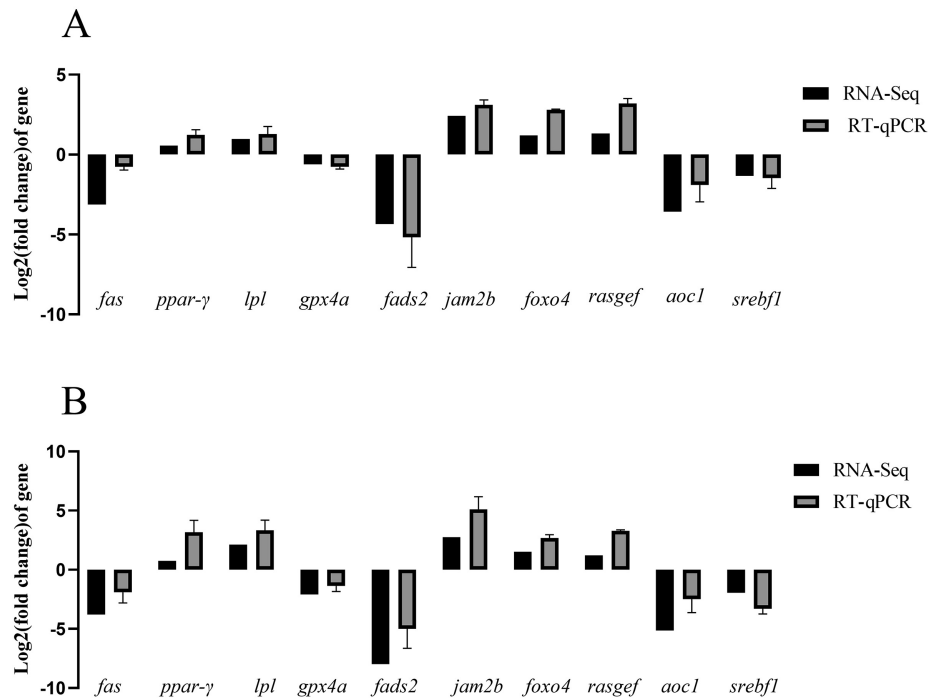 A
Log2(fold change)of gene
5
0
-5
-10
RNA-Seq
RT-qPCR
fas ppar-γ lpl gpx4a fads2 jam2b foxo4 rasgef aoc1 srebf1
B
Log2(fold change)of gene
10
5
0
-5
-10
RNA-Seq
RT-qPCR
fas ppar-γ lpl gpx4a fads2 jam2b foxo4 rasgef aoc1 srebf1